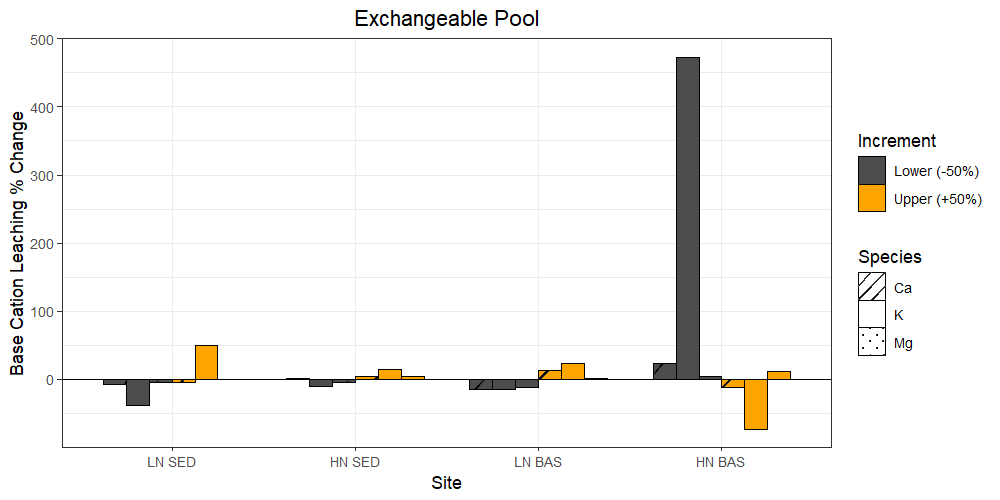 Exchangeable Pool
Base Cation Leaching % Change
500
400
300
200
100
0
LN SED
HN SED
LN BAS
HN BAS
Site
Increment
Lower (-50%)
Upper (+50%)
Species
Ca
K
Mg